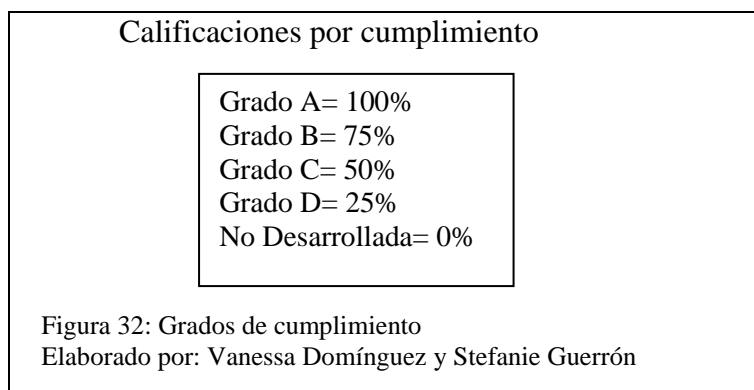 Calificaciones por cumplimiento
Grado A= 100%
Grado B= 75%
Grado C= 50%
Grado D= 25%
No Desarrollada= 0%
Figura 32: Grados de cumplimiento
Elaborado por: Vanessa Domínguez y Stefanie Guerrón